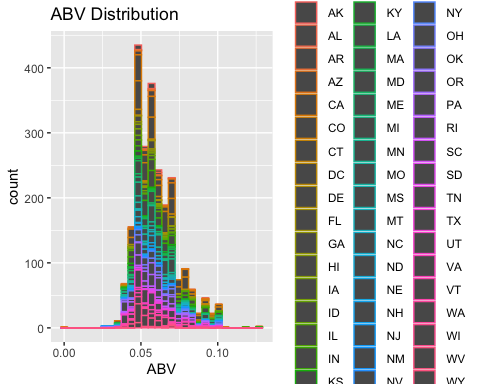 ABV Distribution
count
400
300
200
100
0
0.00
0.05
0.10
ABV
AK
AL
AR
AZ
CA
CO
CT
DC
DE
FL
GA
HI
IA
ID
IL
IN
KS
KY
LA
MA
MD
ME
MI
MN
MO
MS
MT
NC
ND
NE
NH
NJ
NM
NV
NY
OH
OK
OR
PA
RI
SC
SD
TN
TX
UT
VA
VT
WA
WI
WV
WY